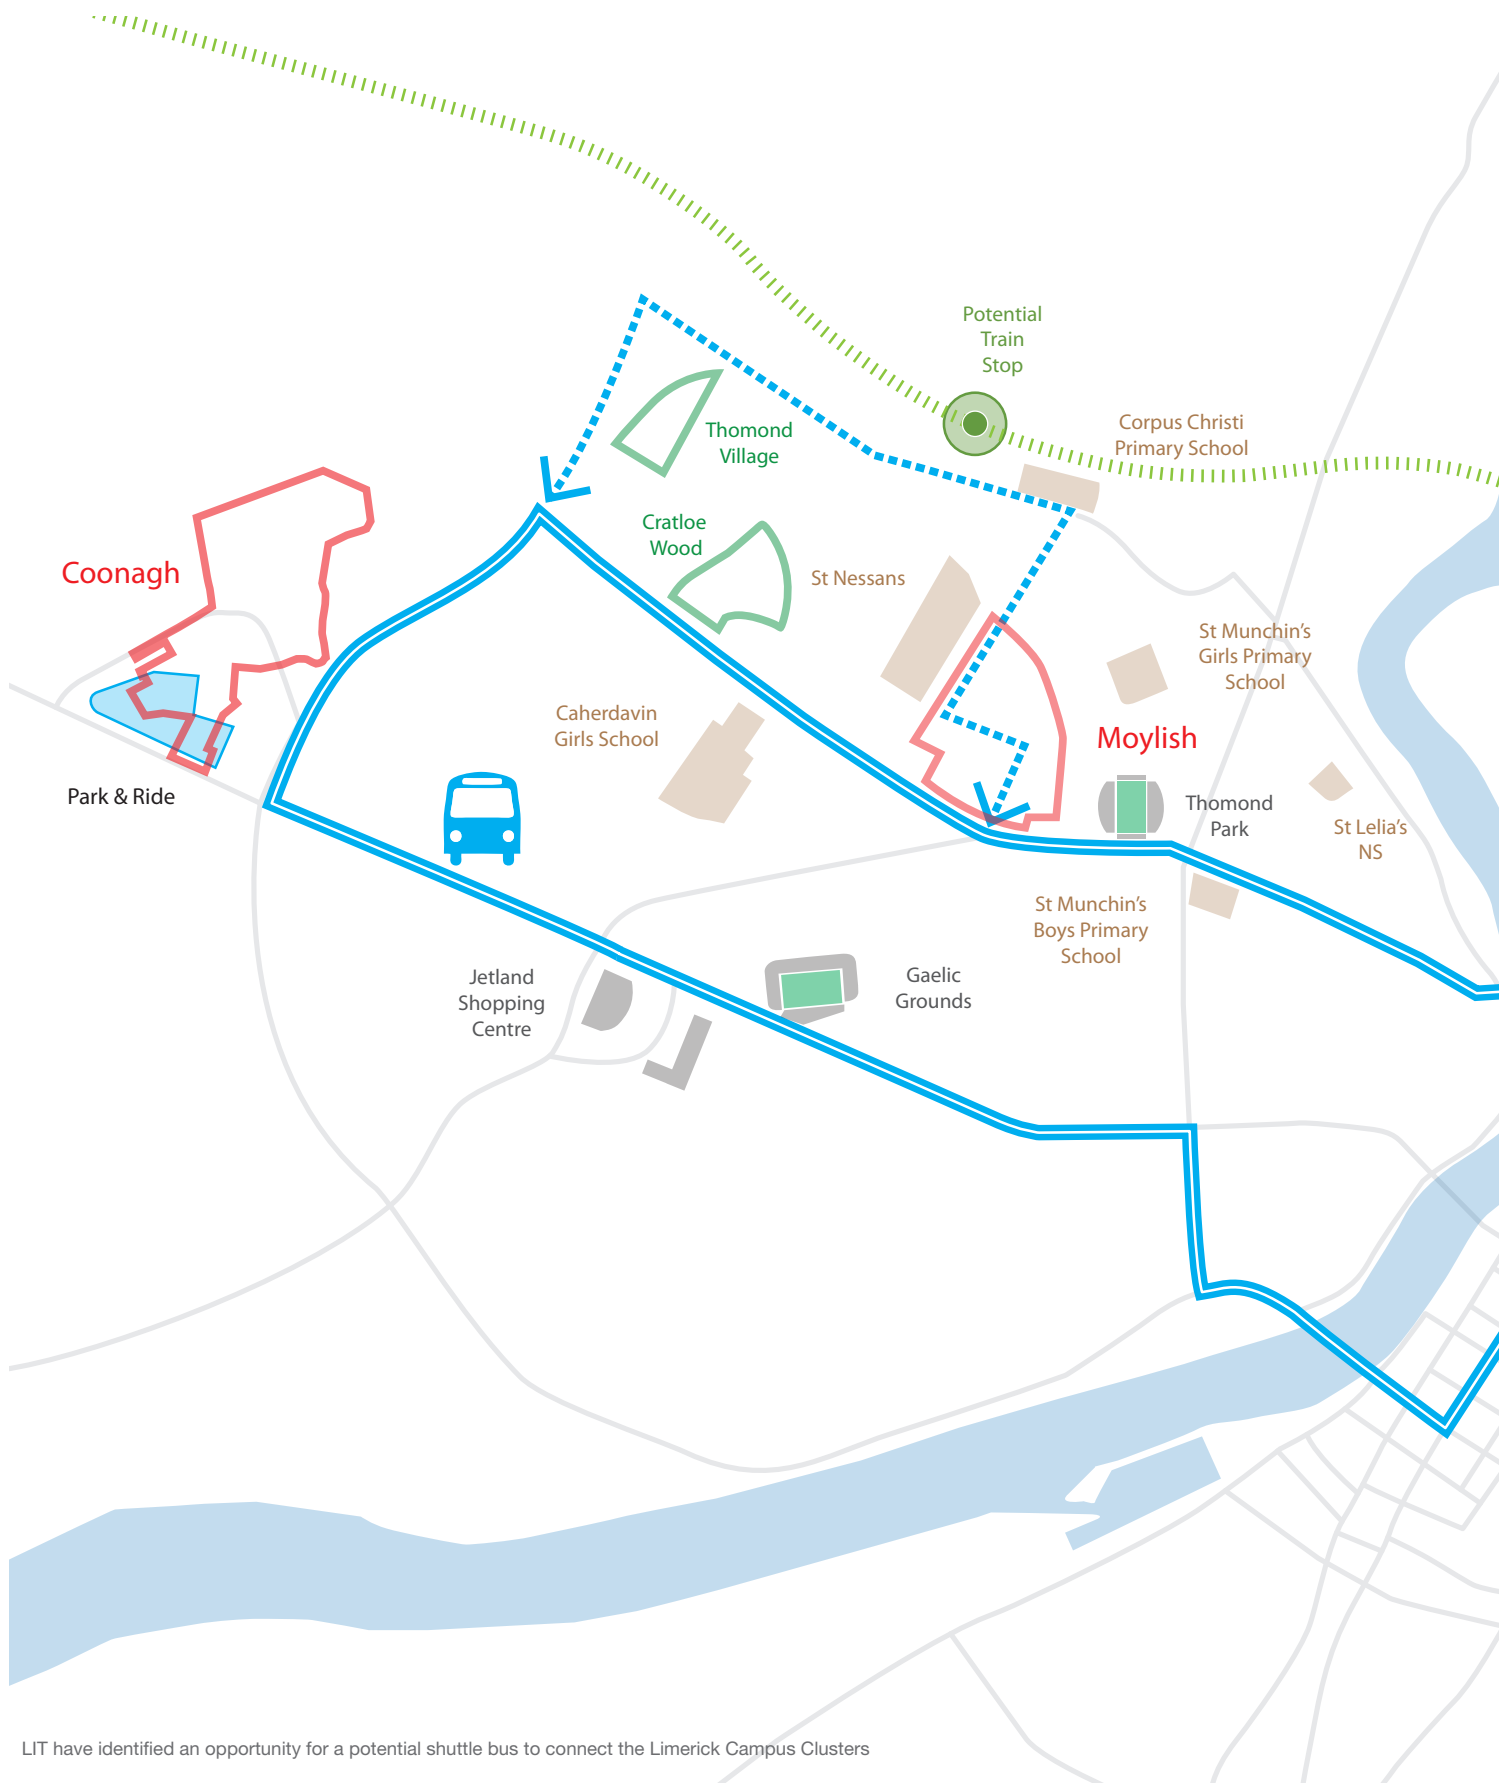 Potential
Train
Stop
Corpus Christi
Primary School
Thomond
Village
Cratloe
Wood
St Nessans
Coonagh
St Munchin's
Girls Primary
School
Caherdavin
Girls School
Moylish
Park & Ride
Thomond
Park
St Lelia's
NS
St Munchin's
Boys Primary
School
Jetland
Shopping
Centre
Gaelic
Grounds
LIT have identified an opportunity for a potential shuttle bus to connect the Limerick Campus Clusters